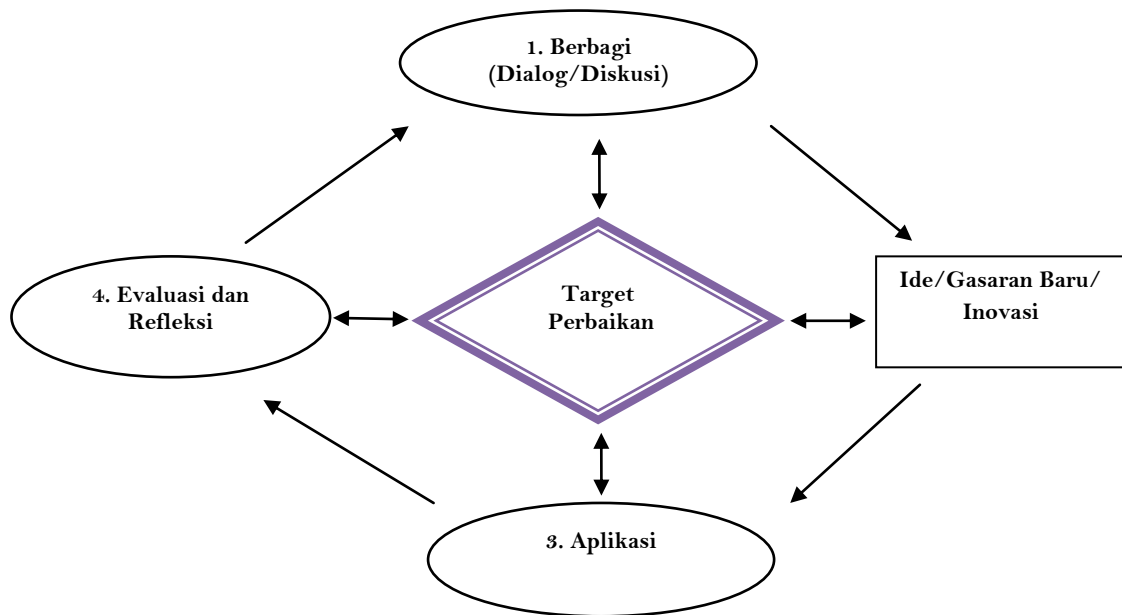 1. Berbagi
(Dialog/Diskusi)
Ide/Gasaran Baru/
Inovasi
4. Evaluasi dan
Refleksi
Target
Perbaikan
3. Aplikasi